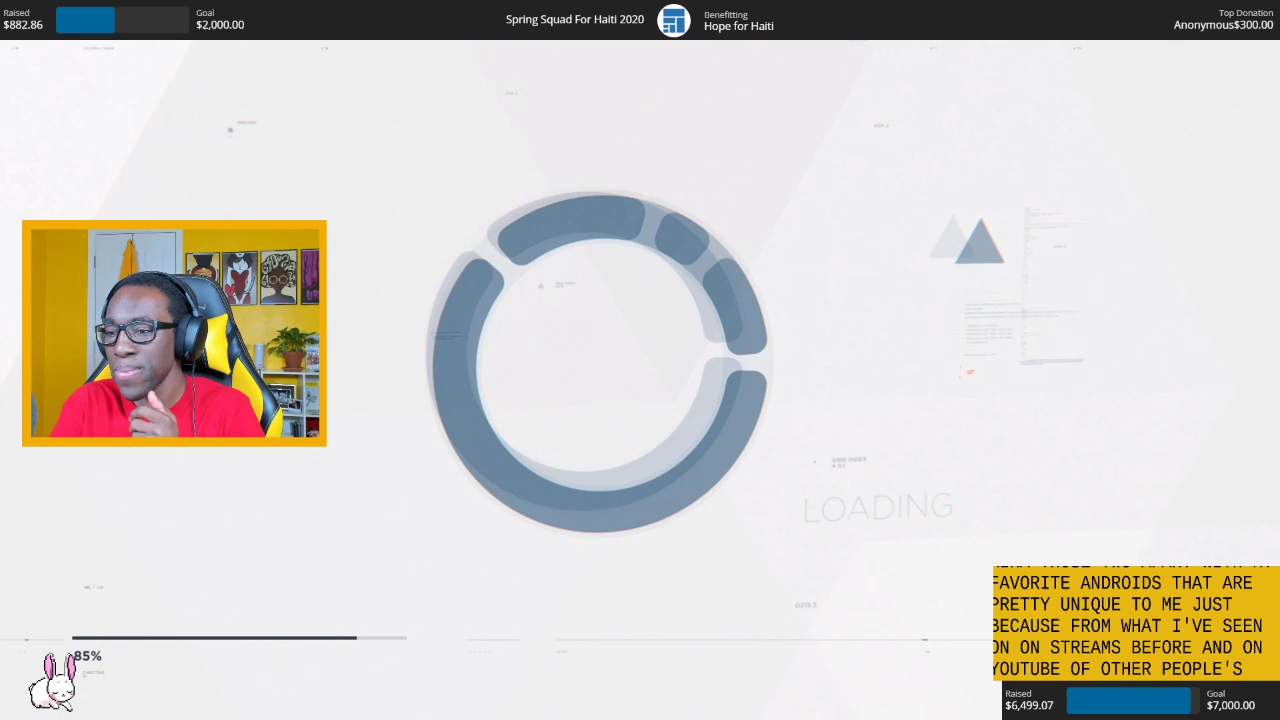 Raised
$882.86
Goal
$2,000.00
Spring Squad For Haiti 2020
Benefitting
Hope for Haiti
Top Donation
Anonymous$300.00
GRID INDEX
LOADING
85%
FAVORITE ANDROIDS THAT ARE
PRETTY UNIQUE TO ME JUST
BECAUSE FROM WHAT I'VE SEEN
ON ON STREAMS BEFORE AND ON
YOUTUBE OF OTHER PEOPLE'S
Raised
$6,499.07
Goal
$7,000.00